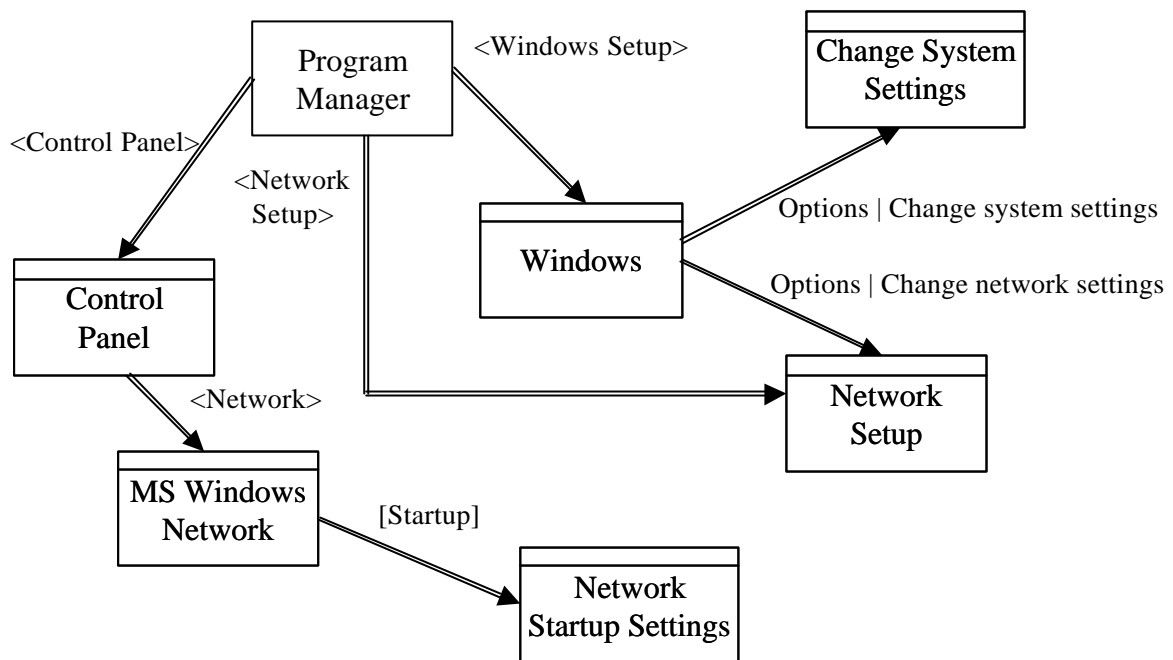 Program
Manager
<Windows Setup>
Change System
Settings
<Control Panel>
<Network
Setup>
Options | Change system settings
Windows
Options | Change network settings
Control
Panel
<Network>
Network
Setup
MS Windows
Network
[Startup]
Network
Startup Settings